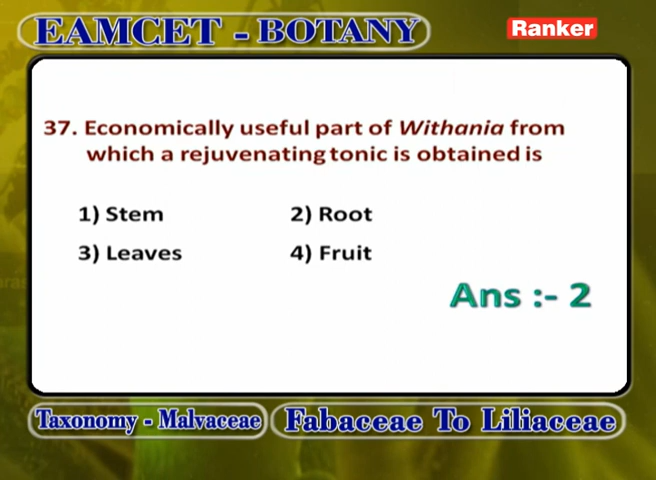 EAMCET - BOTANY
Ranker
37. Economically useful part of Withania from
which a rejuvenating tonic is obtained is
1) Stem 2) Root
3) Leaves 4) Fruit
Ans :- 2
Taxonomy - Malvaceae Fabaceae To Liliaceae